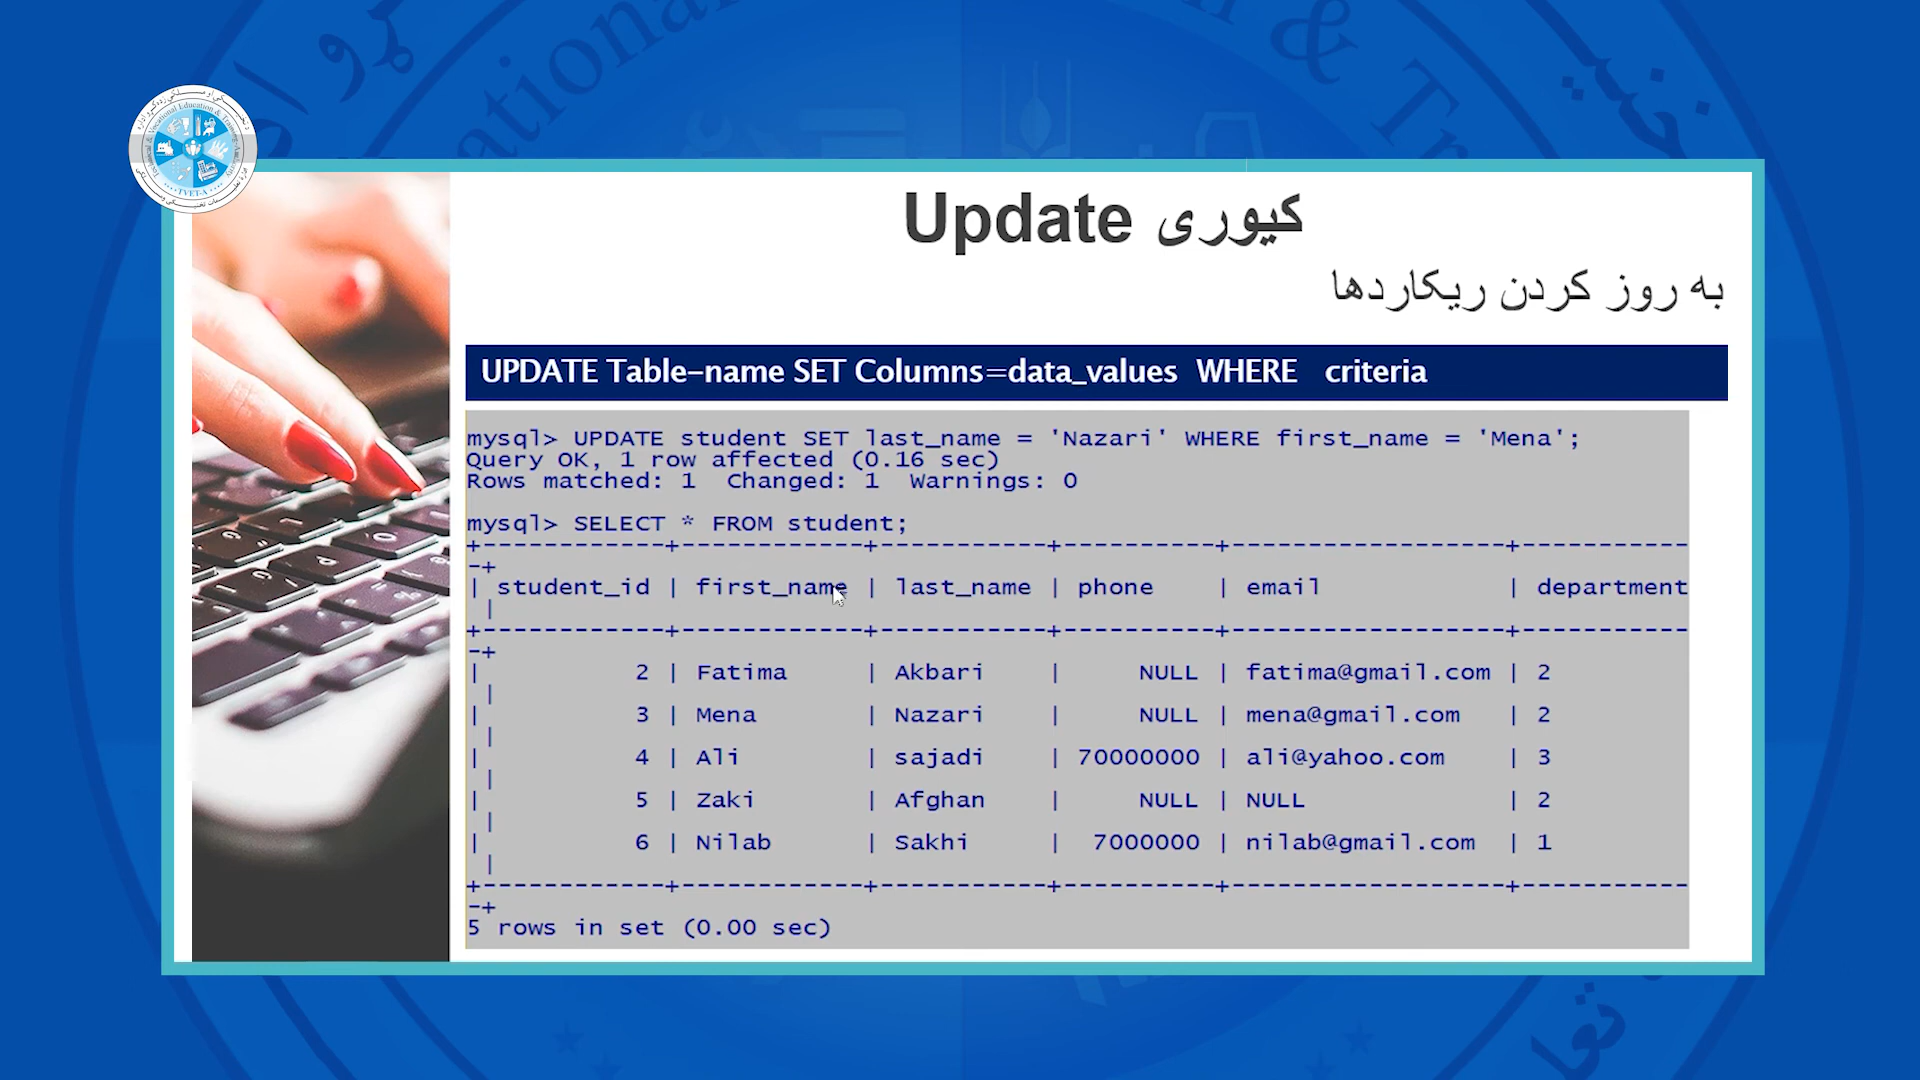 کیوری Update
به روز کردن ریکاردها
UPDATE Table-name SET Columns=data_values WHERE criteria
mysql> UPDATE student SET last_name = 'Nazari' WHERE first_name = 'Mena';
Query OK, 1 row affected (0.16 sec)
Rows matched: 1  Changed: 1  Warnings: 0
mysql> SELECT * FROM student;
+------------+------------+-----------+----------+------------------+-----------
-+
| student_id | first_name | last_name | phone    | email            | department
 |
+------------+------------+-----------+----------+------------------+-----------
-+
|          2 | Fatima     | Akbari    |     NULL | fatima@gmail.com | 2
 |
|          3 | Mena       | Nazari    |     NULL | mena@gmail.com   | 2
 |
|          4 | Ali        | sajadi    | 70000000 | ali@yahoo.com    | 3
 |
|          5 | Zaki       | Afghan    |     NULL | NULL             | 2
 |
|          6 | Nilab      | Sakhi     |  7000000 | nilab@gmail.com  | 1
 |
+------------+------------+-----------+----------+------------------+-----------
-+
5 rows in set (0.00 sec)
TVET-A